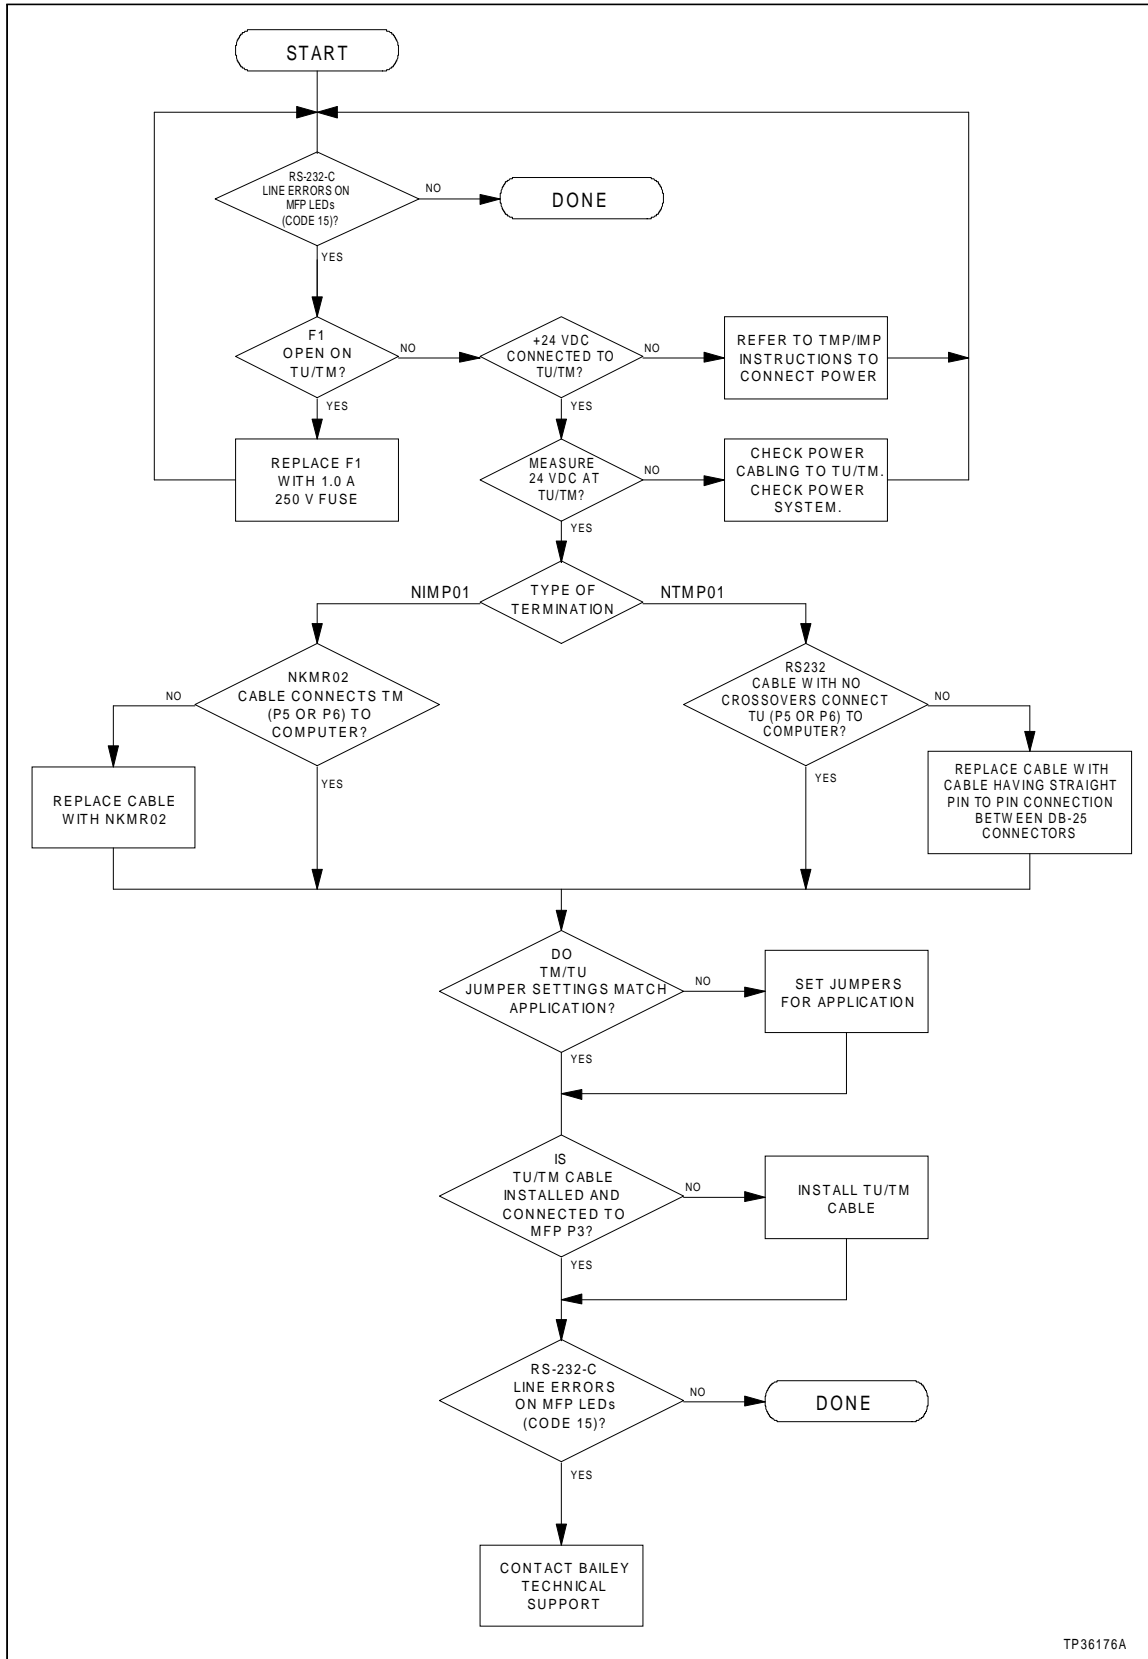 START
RS-232-C
LINE ERRORS ON
MFP LEDs
(CODE 15)?
NO
DONE
YES
F1
OPEN ON
TU/TM?
NO
YES
+24 VDC
CONNECTED TO
TU/TM?
NO
YES
REFER TO TMP/IMP
INSTRUCTIONS TO
CONNECT POWER
REPLACE F1
WITH 1.0 A
250 V FUSE
MEASURE
24 VDC AT
TU/TM?
NO
YES
CHECK POWER
CABLING TO TU/TM.
CHECK POWER
SYSTEM.
NIMP01
TYPE OF
TERMINATION
NTMP01
NKMR02
CABLE CONNECTS TM
(P5 OR P6) TO
COMPUTER?
NO
YES
REPLACE CABLE
WITH NKMR02
RS232
CABLE WITH NO
CROSSOVERS CONNECT
TU (P5 OR P6) TO
COMPUTER?
NO
YES
REPLACE CABLE WITH
CABLE HAVING STRAIGHT
PIN TO PIN CONNECTION
BETWEEN DB-25
CONNECTORS
DO
TM/TU
JUMPER SETTINGS MATCH
APPLICATION?
NO
YES
SET JUMPERS
FOR APPLICATION
IS
TU/TM CABLE
INSTALLED AND
CONNECTED TO
MFP P3?
NO
YES
INSTALL TU/TM
CABLE
RS-232-C
LINE ERRORS
ON MFP LEDs
(CODE 15)?
NO
DONE
YES
CONTACT BAILEY
TECHNICAL
SUPPORT
TP36176A